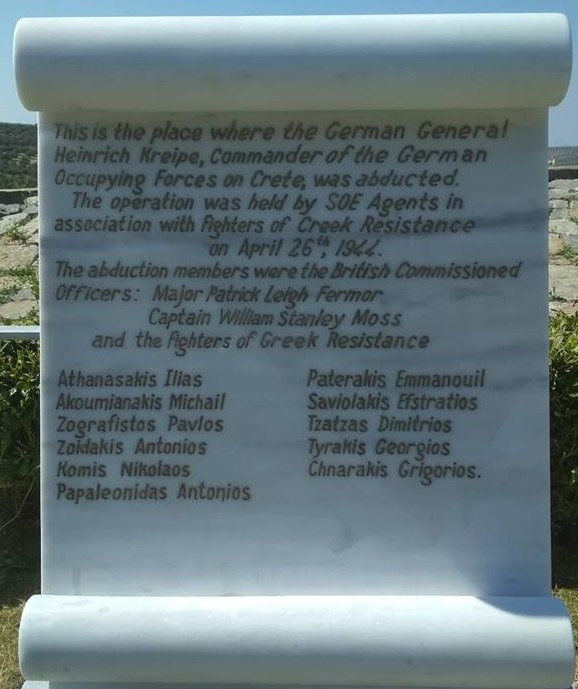 This is the place where the German General
Heinrich Kreipe, Commander of the German
Occupying Forces on Crete, was abducted.
The operation was held by SOE Agents in
association with fighters of Greek Resistance
on April 26th, 1944.
The abduction members were the British Commissioned
Officers: Major Patrick Leigh Fermor
Captain William Stanley Moss
and the fighters of Greek Resistance
Athanasakis Ilias
Akoumianakis Michail
Zografistos Pavlos
Zoidakis Antonios
Komis Nikolaos
Papaleonidas Antonios
Paterakis Emmanouil
Saviolakis Efstratios
Tzatzas Dimitrios
Tyrakis Georgios
Chnarakis Grigorios.